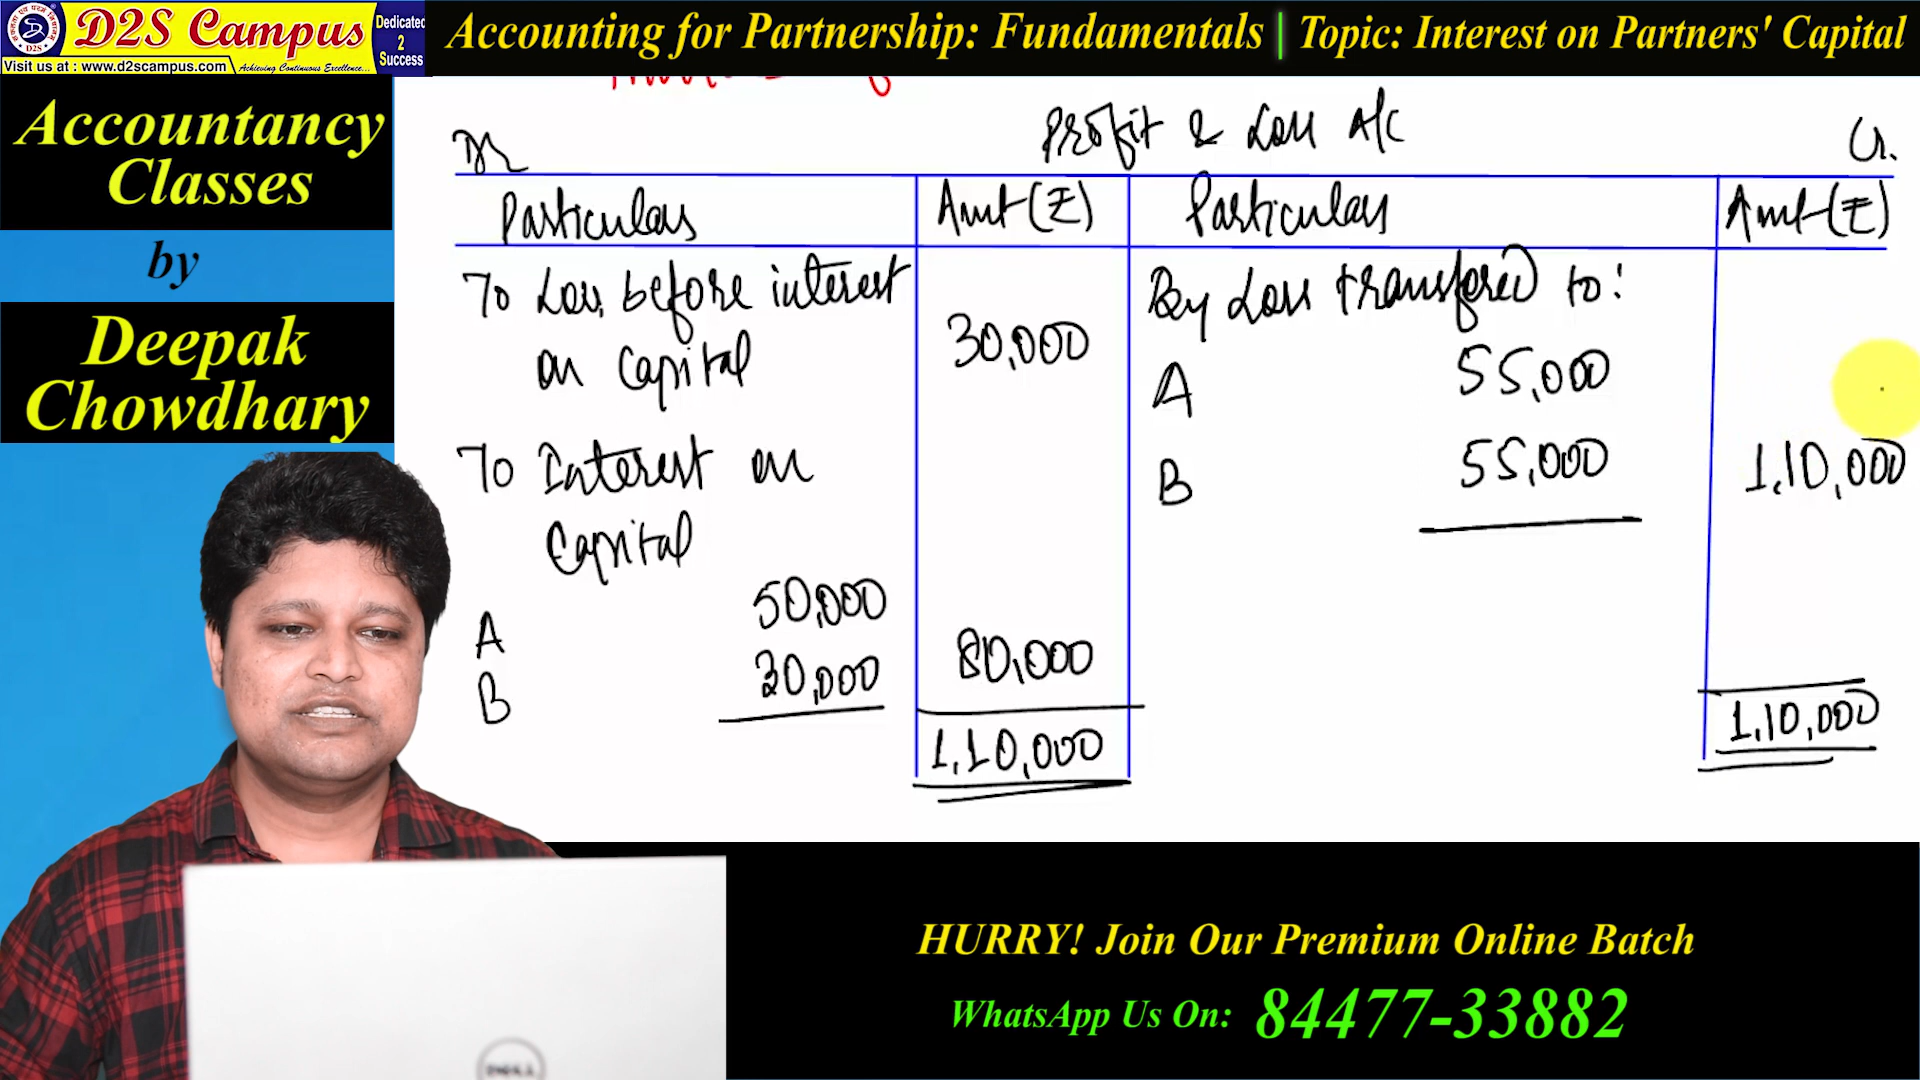 D2S Campus
Dedicated
2
Success
Visit us at : www.d2scampus.com
Achieving Continuous Excellence...
D2S
Accounting for Partnership: Fundamentals | Topic: Interest on Partners' Capital
Accountancy
Classes
by
Deepak
Chowdhary
Profit & Loss A/c
Dr
Cr.
Particulars Amt (₹) Particulars Amt (₹)
To Loss before interest
on Capital 30,000
To Interest on
Capital
A 50,000
B 30,000 80,000
1,10,000
By Loss transferred to:
A 55,000
B 55,000 1,10,000
1,10,000
DELL
HURRY! Join Our Premium Online Batch
WhatsApp Us On: 84477-33882